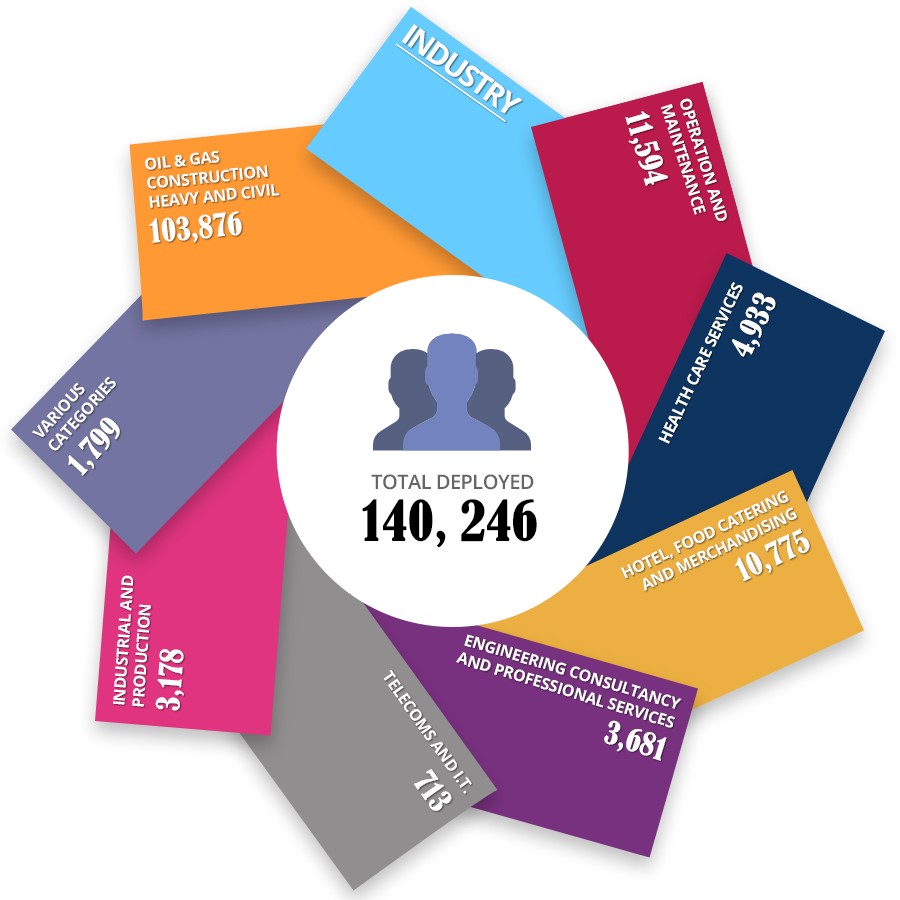 INDUSTRY
OPERATION AND
MAINTENANCE
11,594
HEALTH CARE SERVICES
4,933
HOTEL, FOOD CATERING
AND MERCHANDISING
10,775
ENGINEERING CONSULTANCY
AND PROFESSIONAL SERVICES
3,681
TELECOMS AND I.T.
713
INDUSTRIAL AND
PRODUCTION
3,178
VARIOUS
CATEGORIES
1,799
OIL & GAS
CONSTRUCTION
HEAVY AND CIVIL
103,876
TOTAL DEPLOYED
140, 246